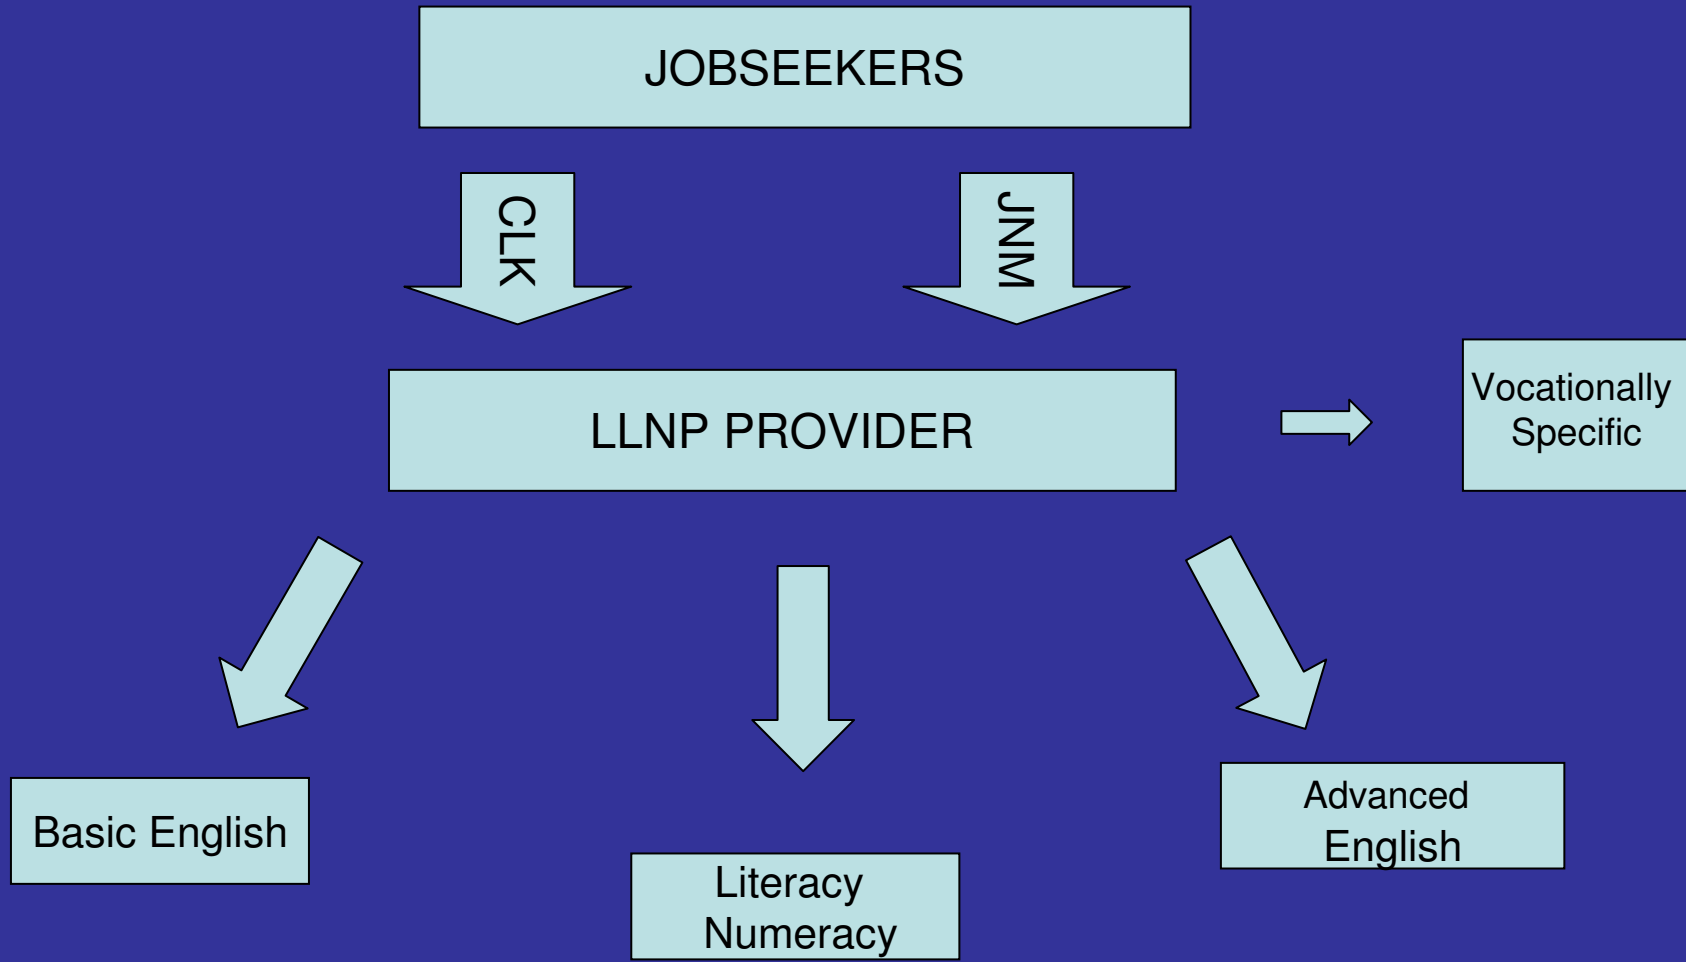 JOBSEEKERS
CLK
JNM
LLNP PROVIDER
Vocationally
Specific
Basic English
Literacy
Numeracy
Advanced
English